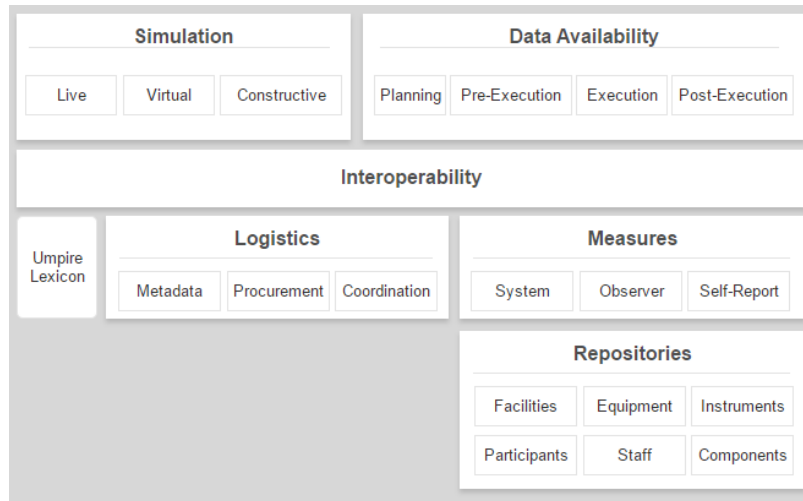 Simulation
Live Virtual Constructive
Data Availability
Planning Pre-Execution Execution Post-Execution
Interoperability
Umpire
Lexicon
Logistics
Metadata Procurement Coordination
Measures
System Observer Self-Report
Repositories
Facilities Equipment Instruments
Participants Staff Components